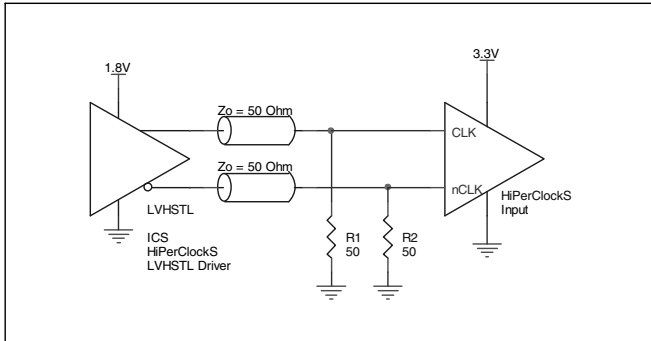 1.8V
3.3V
Zo = 50 Ohm
CLK
Zo = 50 Ohm
nCLK
HiPerClockS
Input
LVHSTL
ICS
HiPerClockS
LVHSTL Driver
R1
50
R2
50